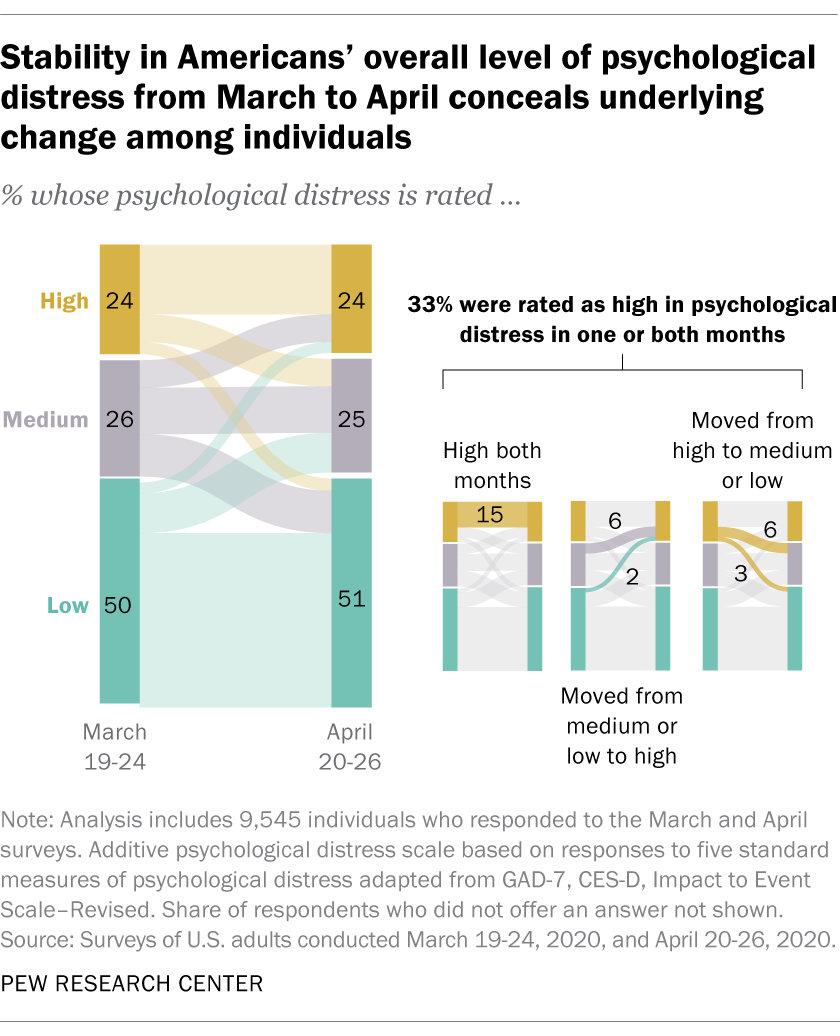 Stability in Americans’ overall level of psychological
distress from March to April conceals underlying
change among individuals
% whose psychological distress is rated ...
High
24
24
Medium
26
25
Low
50
51
March
19-24
April
20-26
33% were rated as high in psychological
distress in one or both months
High both
months
15
6
2
Moved from
medium or
low to high
Moved from
high to medium
or low
6
3
Note: Analysis includes 9,545 individuals who responded to the March and April
surveys. Additive psychological distress scale based on responses to five standard
measures of psychological distress adapted from GAD-7, CES-D, Impact to Event
Scale–Revised. Share of respondents who did not offer an answer not shown.
Source: Surveys of U.S. adults conducted March 19-24, 2020, and April 20-26, 2020.
PEW RESEARCH CENTER